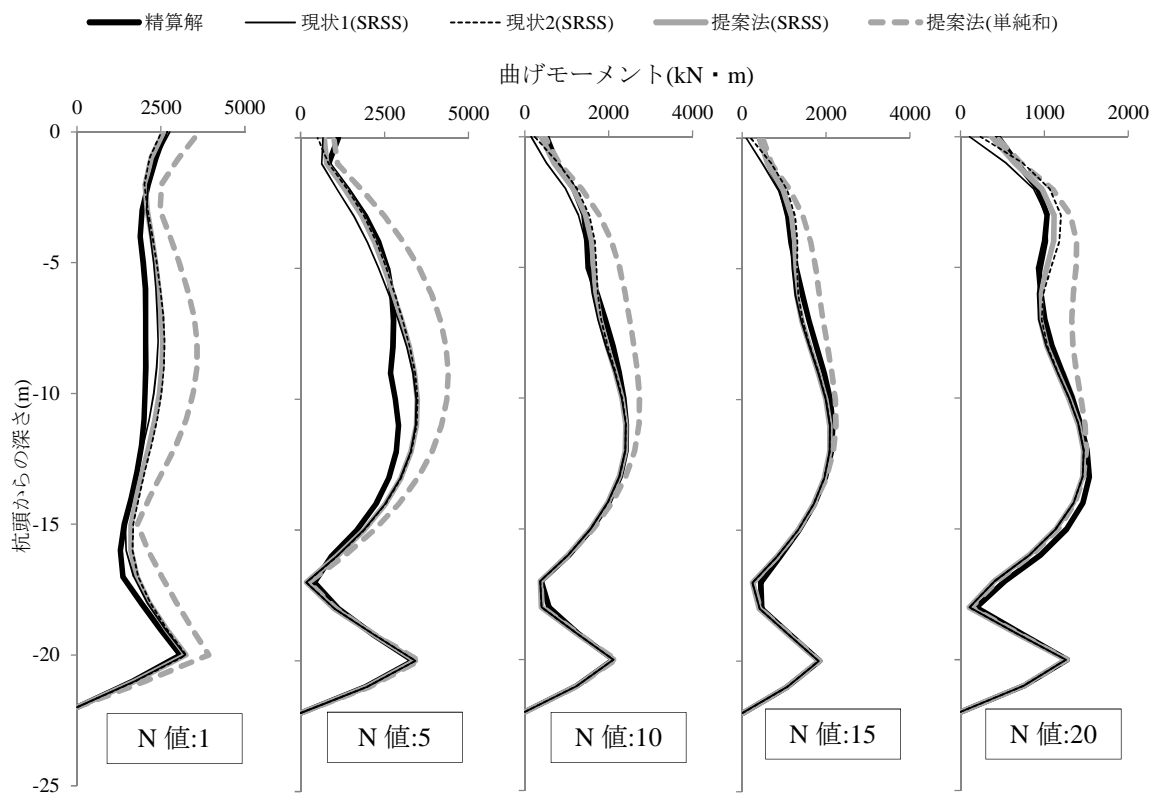 精算解 現状1(SRSS) 現状2(SRSS) 提案法(SRSS) 提案法(単純和)
曲げモーメント(kN・m)
0 2500 5000 0 2500 5000 0 2000 4000 0 2000 4000 0 1000 2000
0
-5
-10
-15
-20
-25
杭頭からの深さ(m)
N 値:1 N 値:5 N 値:10 N 値:15 N 値:20